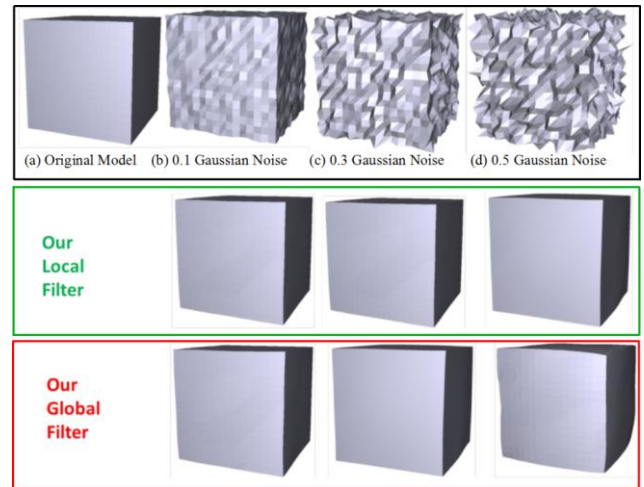 (a) Original Model (b) 0.1 Gaussian Noise (c) 0.3 Gaussian Noise (d) 0.5 Gaussian Noise
Our
Local
Filter
Our
Global
Filter